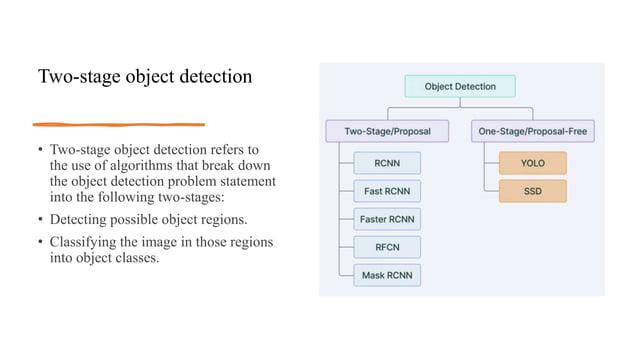 Two-stage object detection
• Two-stage object detection refers to
the use of algorithms that break down
the object detection problem statement
into the following two-stages:
• Detecting possible object regions.
• Classifying the image in those regions
into object classes.
Object Detection
Two-Stage/Proposal
One-Stage/Proposal-Free
RCNN
YOLO
Fast RCNN
SSD
Faster RCNN
RFCN
Mask RCNN